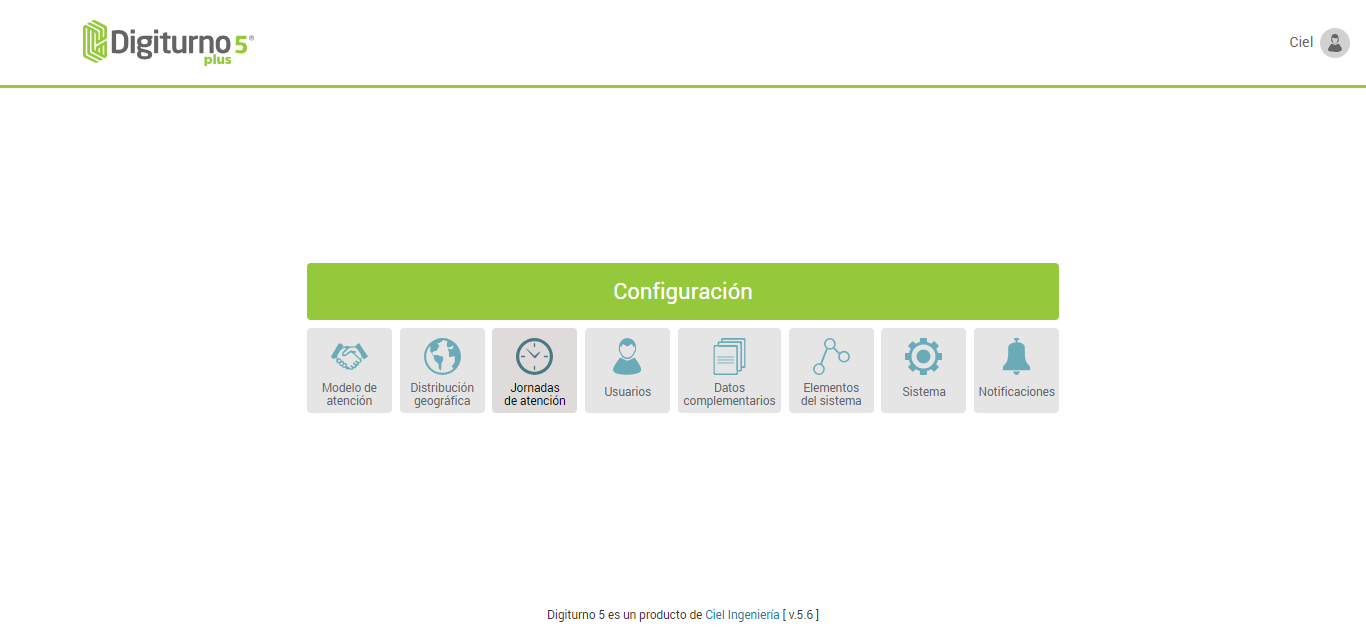 Digiturno 5®
plus
Ciel
Configuración
Modelo de
atención
Distribución
geográfica
Jornadas
de atención
Usuarios
Datos
complementarios
Elementos
del sistema
Sistema
Notificaciones
Digiturno 5 es un producto de Ciel Ingeniería [ v.5.6 ]